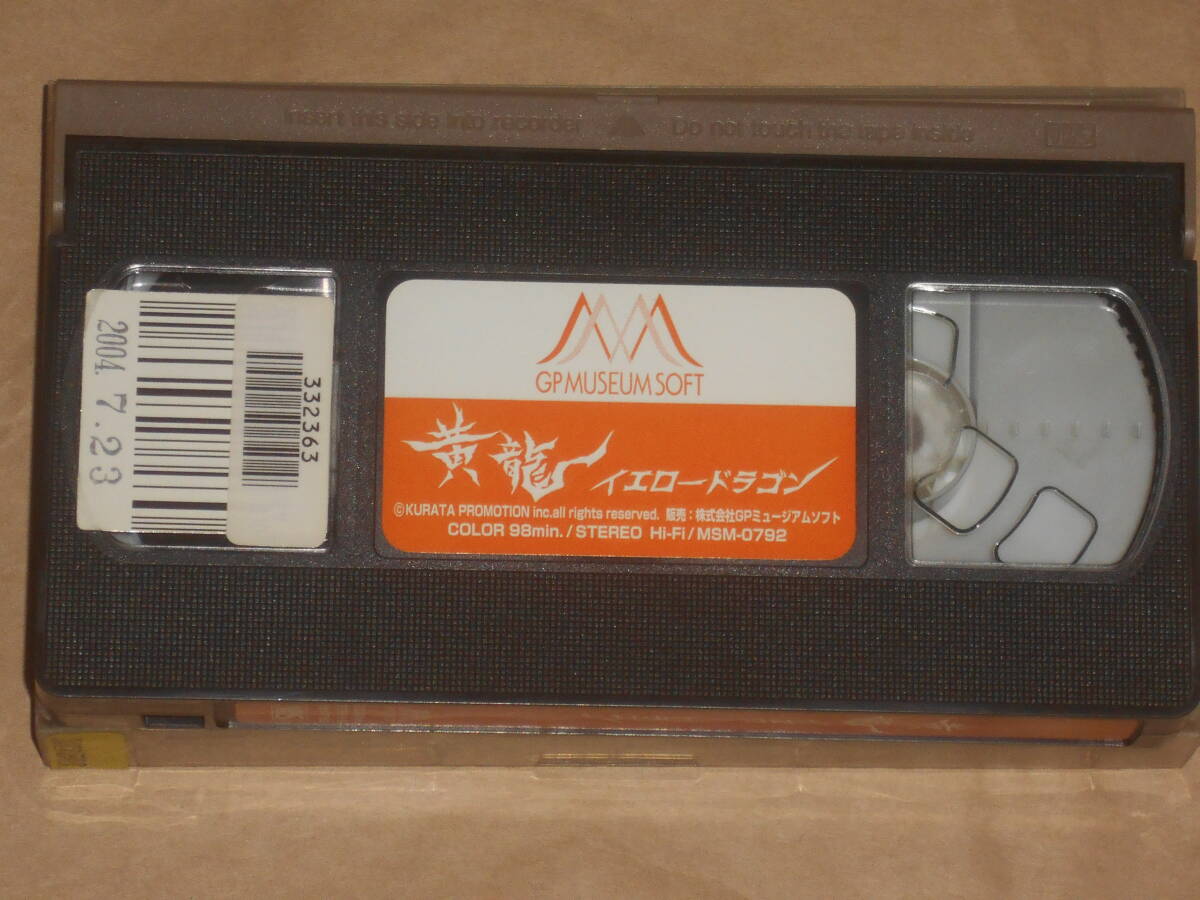 Insert this side into recorder Do not touch the tape inside
2004. 7.23
332363
GP MUSEUM SOFT
黄龍 イエロードラゴン
©KURATA PROMOTION inc.all rights reserved. 販売：株式会社GPミュージアムソフト
COLOR 98min./STEREO Hi-Fi/MSM-0792